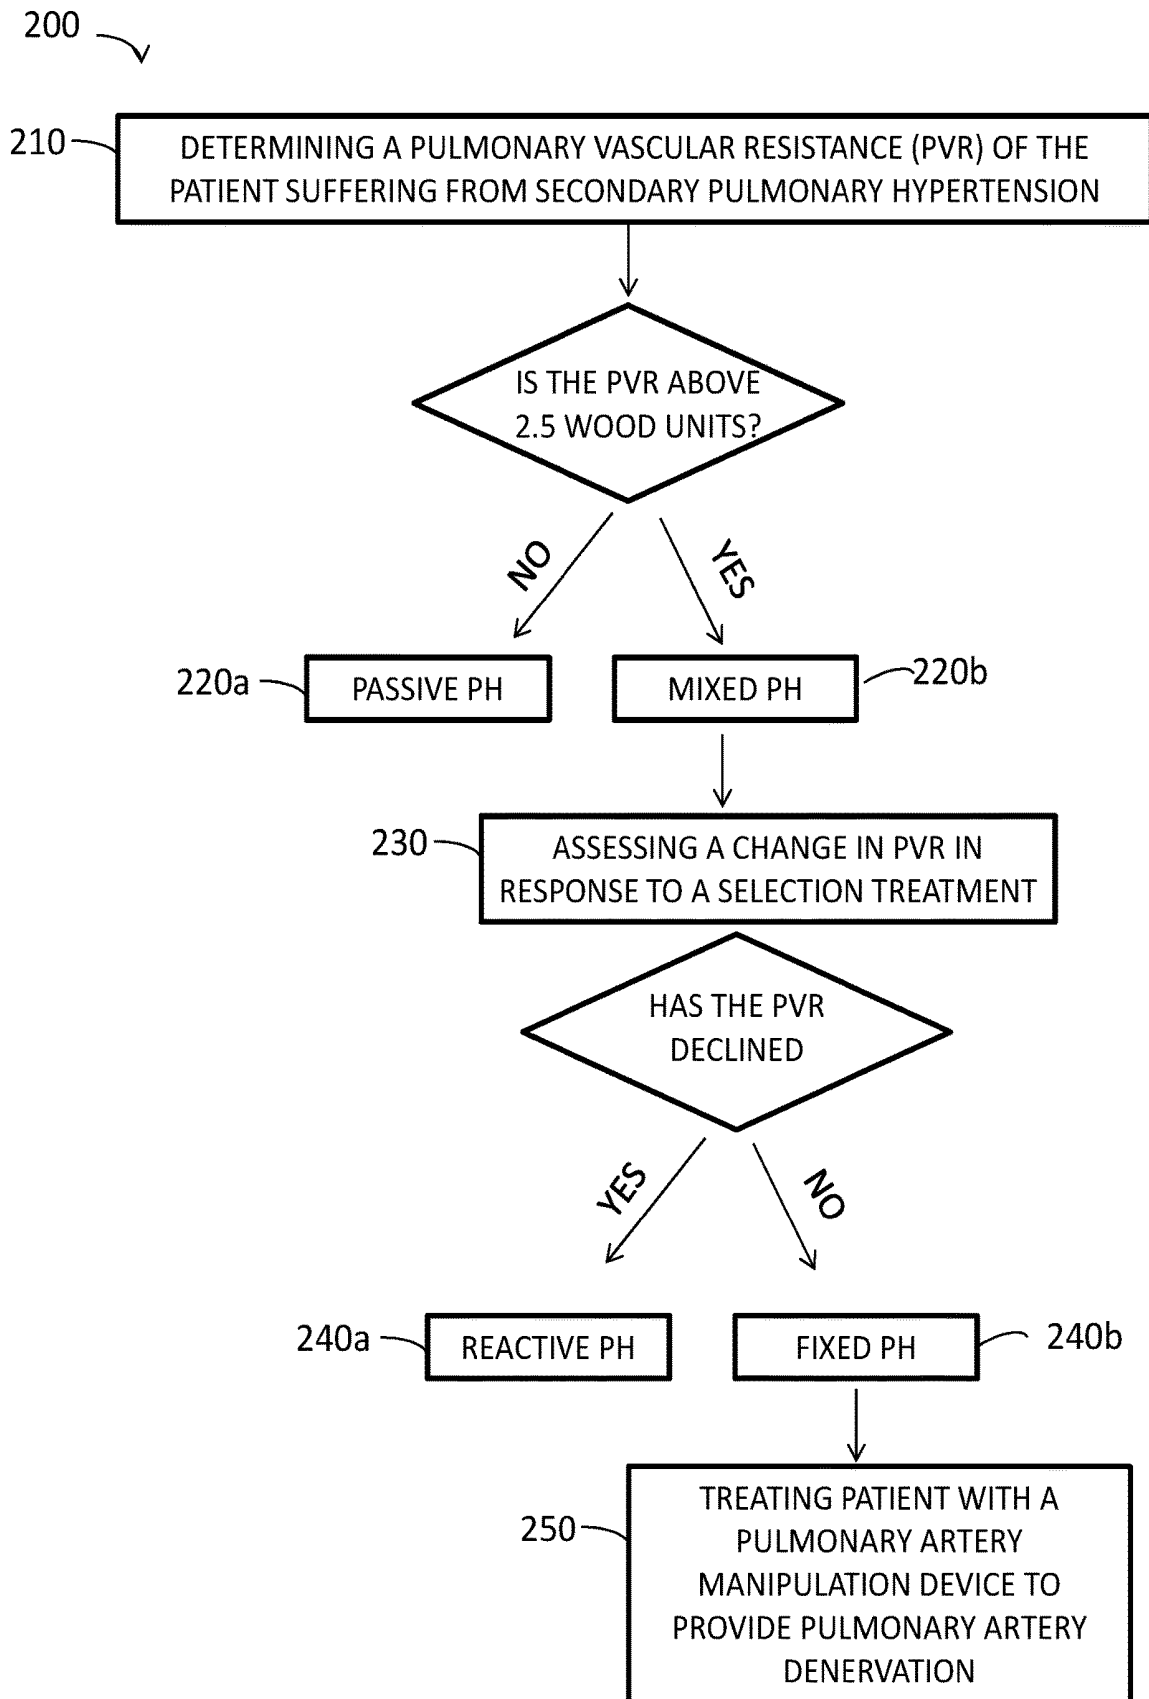 200
210
DETERMINING A PULMONARY VASCULAR RESISTANCE (PVR) OF THE
PATIENT SUFFERING FROM SECONDARY PULMONARY HYPERTENSION
IS THE PVR ABOVE
2.5 WOOD UNITS?
NO
YES
220a
PASSIVE PH
MIXED PH
220b
230
ASSESSING A CHANGE IN PVR IN
RESPONSE TO A SELECTION TREATMENT
HAS THE PVR
DECLINED
YES
NO
240a
REACTIVE PH
FIXED PH
240b
250
TREATING PATIENT WITH A
PULMONARY ARTERY
MANIPULATION DEVICE TO
PROVIDE PULMONARY ARTERY
DENERVATION